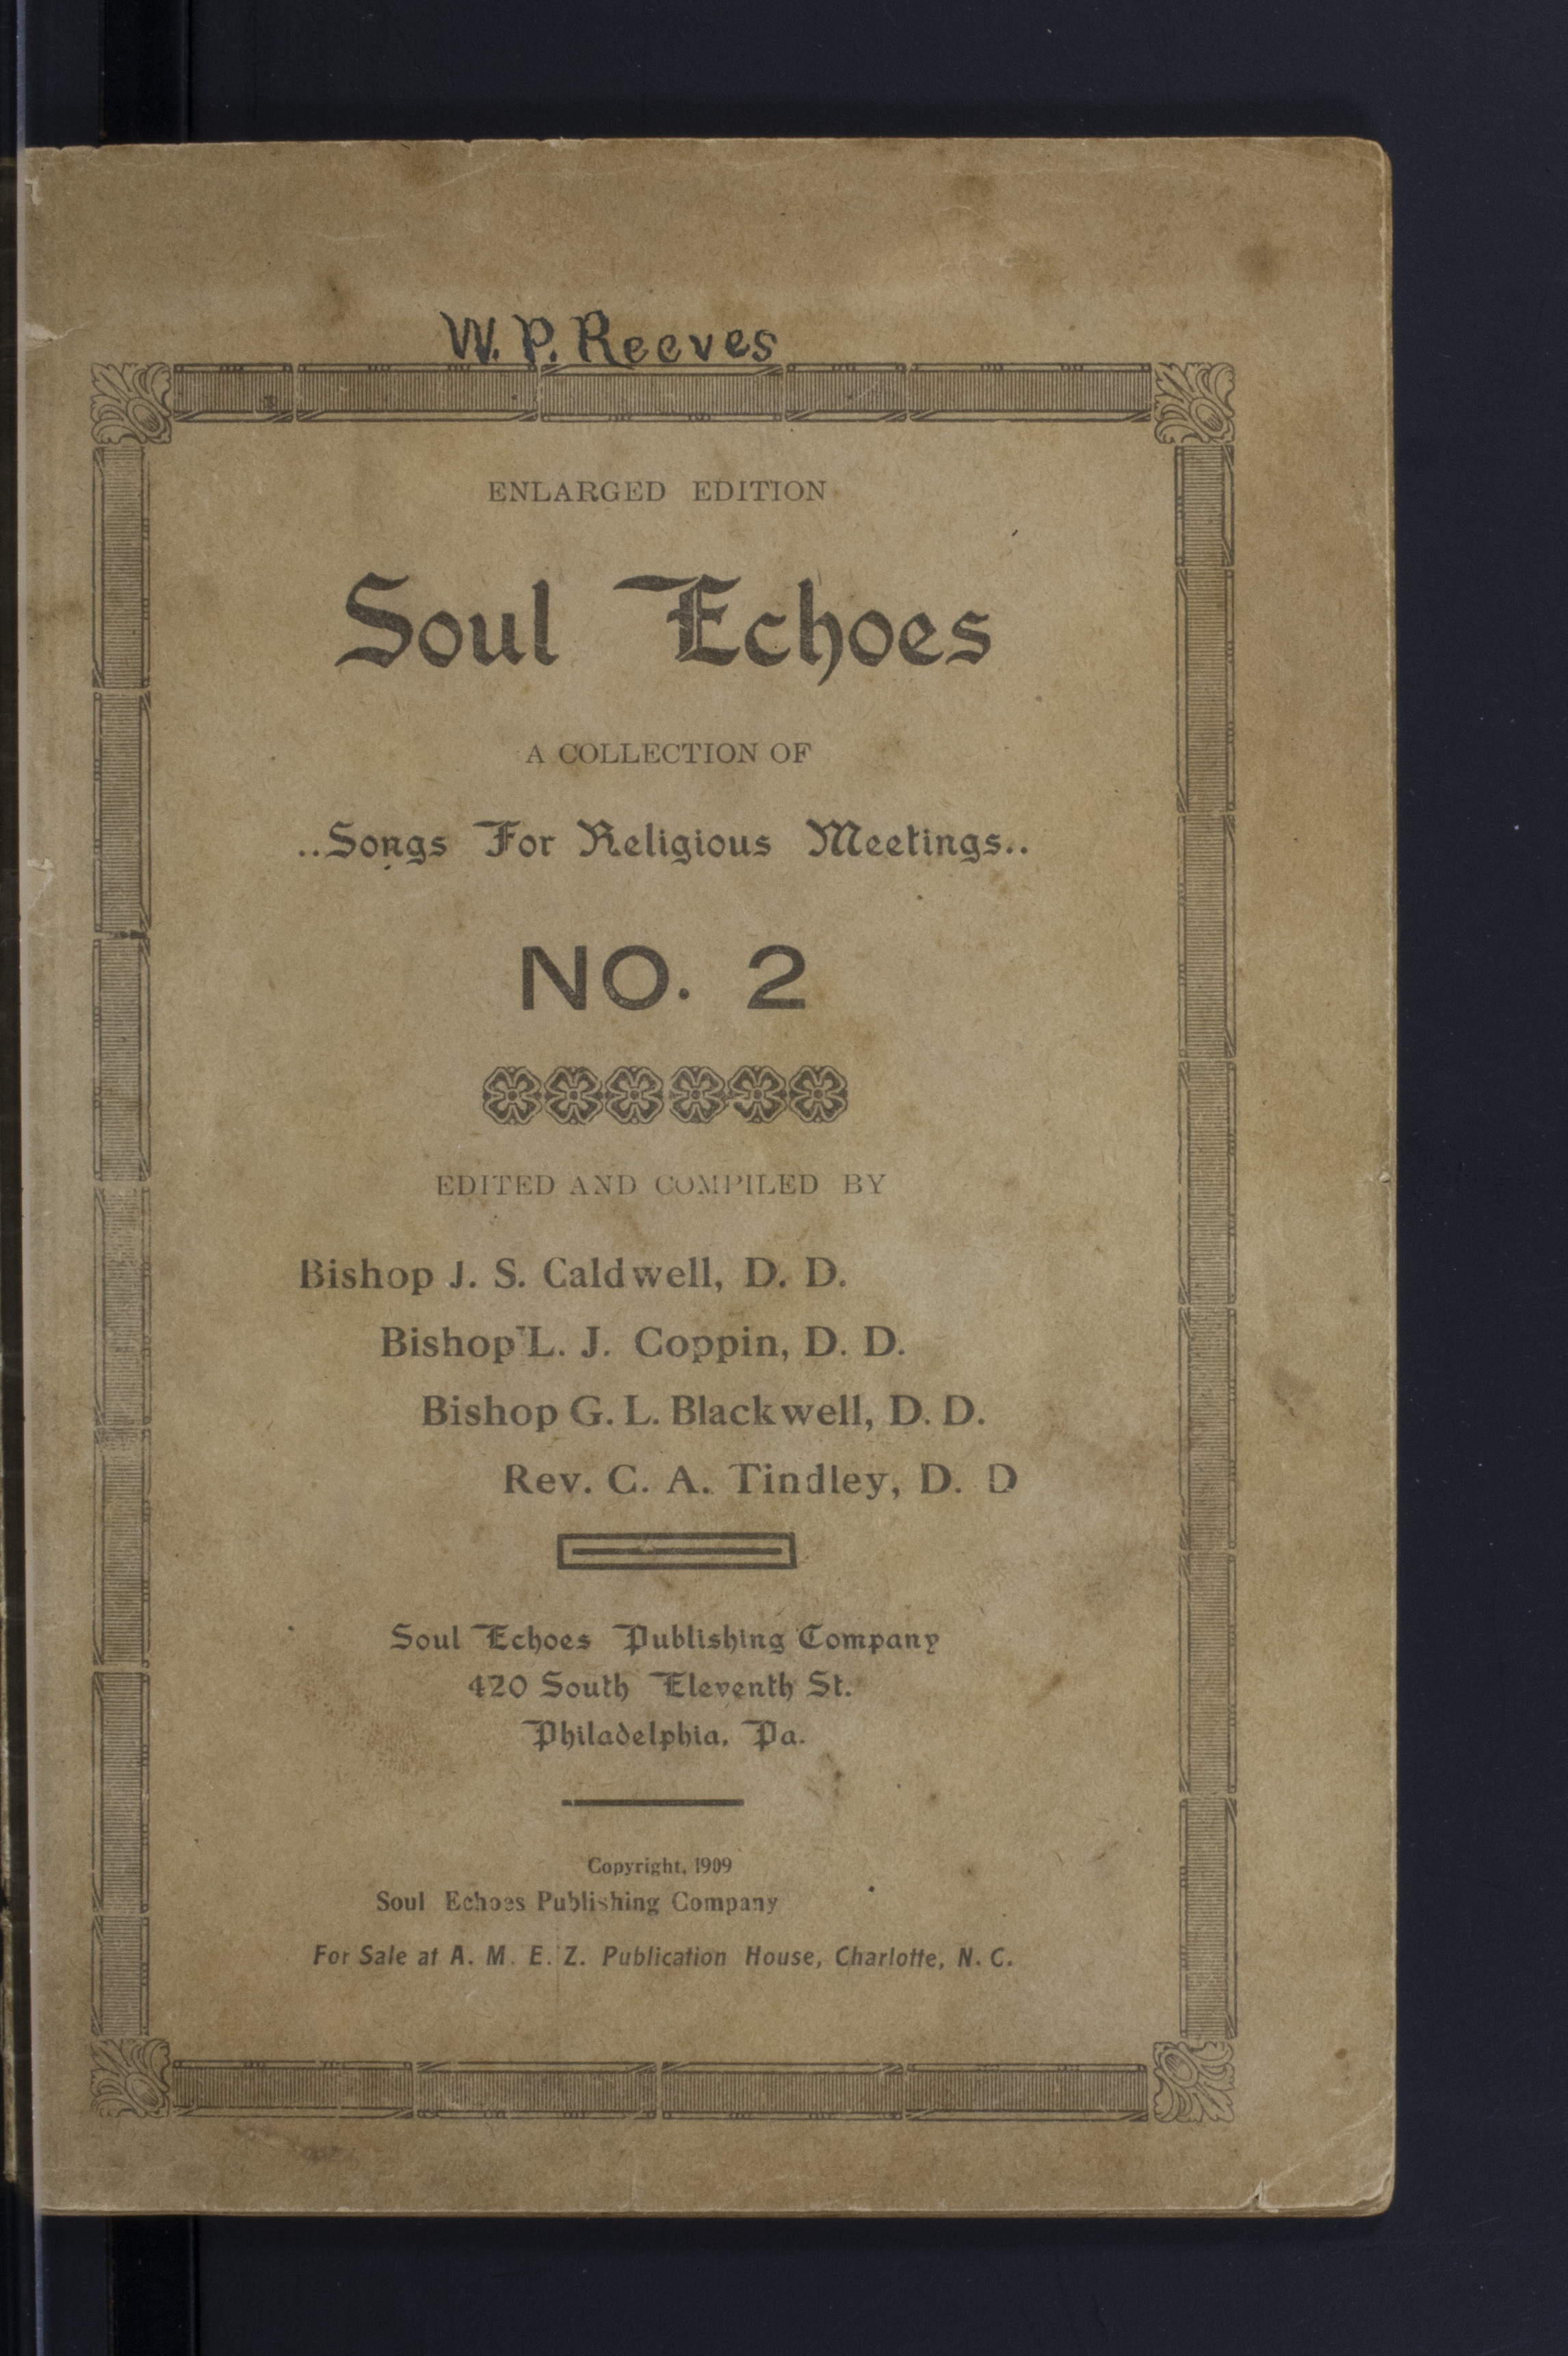 W. P. Reeves
ENLARGED EDITION
Soul Echoes
A COLLECTION OF
..Songs For Religious Meetings..
NO. 2
EDITED AND COMPILED BY
Bishop J. S. Caldwell, D. D.
Bishop L. J. Coppin, D. D.
Bishop G. L. Blackwell, D. D.
Rev. C. A. Tindley, D. D
Soul Echoes Publishing Company
420 South Eleventh St.
Philadelphia, Pa.
Copyright, 1909
Soul Echoes Publishing Company
For Sale at A. M. E. Z. Publication House, Charlotte, N. C.